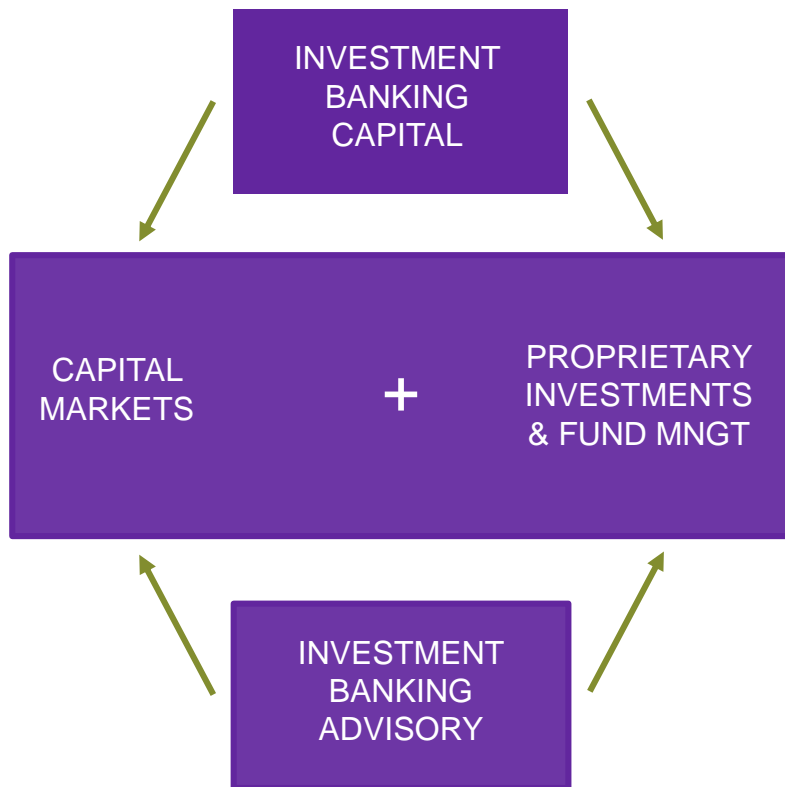 INVESTMENT
BANKING
CAPITAL
CAPITAL
MARKETS
+
PROPRIETARY
INVESTMENTS
& FUND MNGT
INVESTMENT
BANKING
ADVISORY